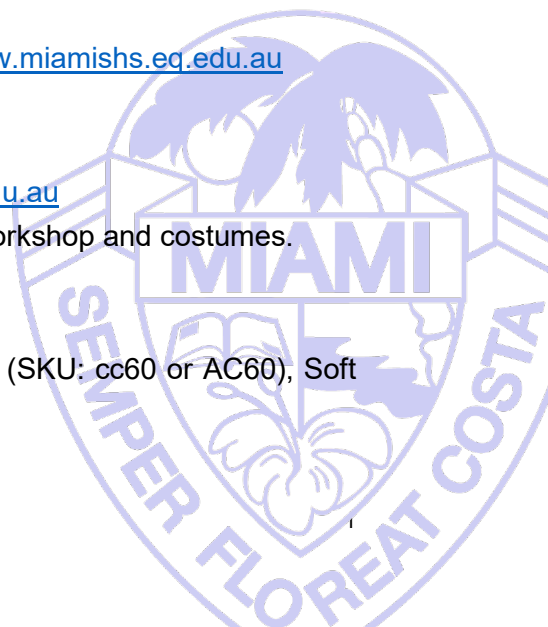 w.miamishs.eq.edu.au
u.au
orkshop and costumes.
MIAMI
(SKU: cc60 or AC60), Soft
SEMPER FLOREAT COSTA